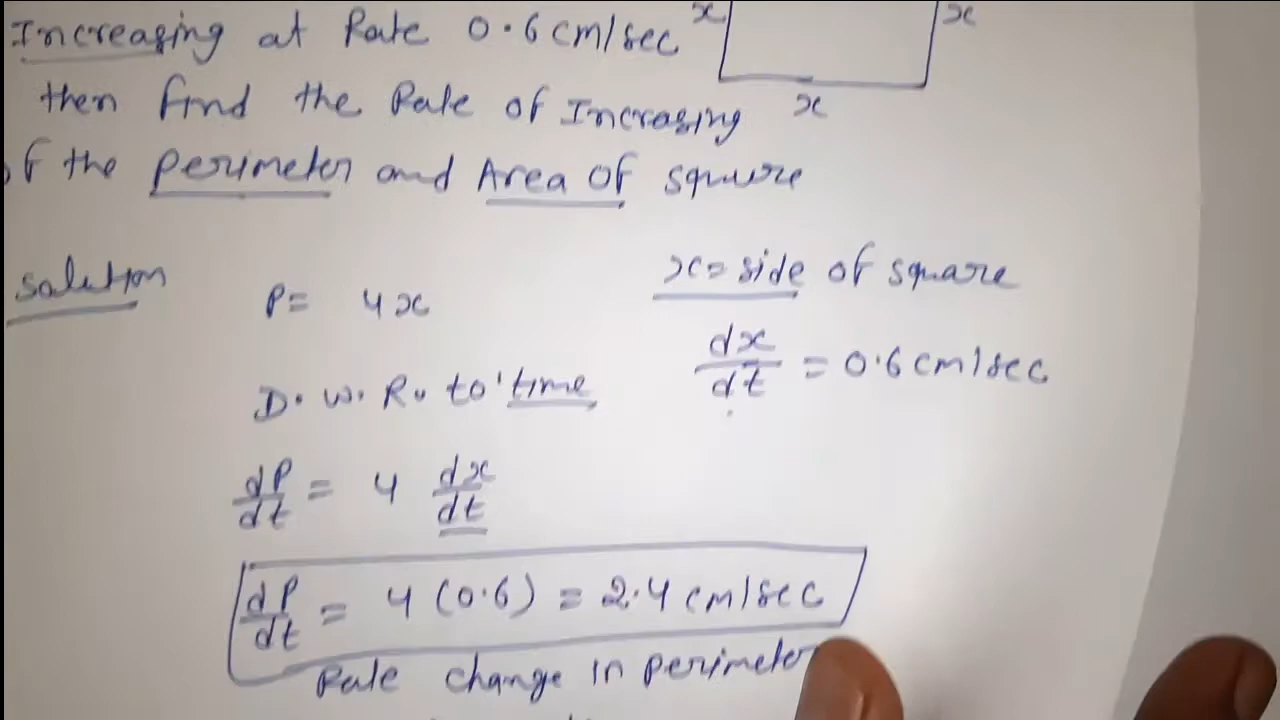 Increasing at Rate 0.6 cm/sec
x
x
then find the Rate of Increasing
x
of the perimeter and Area of square
solution
x = side of square
P = 4x
dx/dt = 0.6 cm/sec
D. W. R. to time
dP/dt = 4 dx/dt
dP/dt = 4 (0.6) = 2.4 cm/sec
Rate change in perimeter